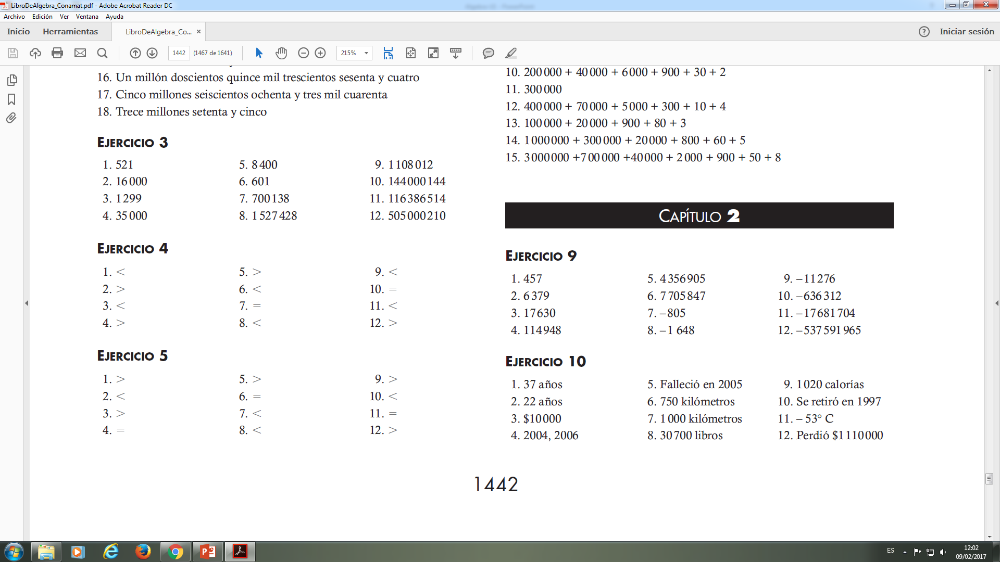 LibroDeAlgebra_Conamat.pdf - Adobe Acrobat Reader DC
Archivo Edición Ver Ventana Ayuda
Inicio Herramientas LibroDeAlgebra_Co... × ? Iniciar sesión
1442 (1467 de 1641) 215%
16. Un millón doscientos quince mil trescientos sesenta y cuatro
17. Cinco millones seiscientos ochenta y tres mil cuarenta
18. Trece millones setenta y cinco
EJERCICIO 3
1. 521 5. 8 400 9. 1 108 012
2. 16 000 6. 601 10. 144 000 144
3. 1 299 7. 700 138 11. 116 386 514
4. 35 000 8. 1 527 428 12. 505 000 210
EJERCICIO 4
1. < 5. > 9. <
2. > 6. < 10. =
3. < 7. = 11. <
4. > 8. < 12. >
EJERCICIO 5
1. > 5. > 9. >
2. < 6. = 10. <
3. > 7. < 11. =
4. = 8. < 12. >
10. 200 000 + 40 000 + 6 000 + 900 + 30 + 2
11. 300 000
12. 400 000 + 70 000 + 5 000 + 300 + 10 + 4
13. 100 000 + 20 000 + 900 + 80 + 3
14. 1 000 000 + 300 000 + 20 000 + 800 + 60 + 5
15. 3 000 000 +7 00 000 +40 000 + 2 000 + 900 + 50 + 8
CAPÍTULO 2
EJERCICIO 9
1. 457 5. 4 356 905 9. –11 276
2. 6 379 6. 7 705 847 10. –636 312
3. 17 630 7. –805 11. –17 681 704
4. 114 948 8. –1 648 12. –537 591 965
EJERCICIO 10
1. 37 años 5. Falleció en 2005 9. 1 020 calorías
2. 22 años 6. 750 kilómetros 10. Se retiró en 1997
3. $10 000 7. 1 000 kilómetros 11. – 53° C
4. 2004, 2006 8. 30 700 libros 12. Perdió $1 110 000
1442
ES 12:02
09/02/2017